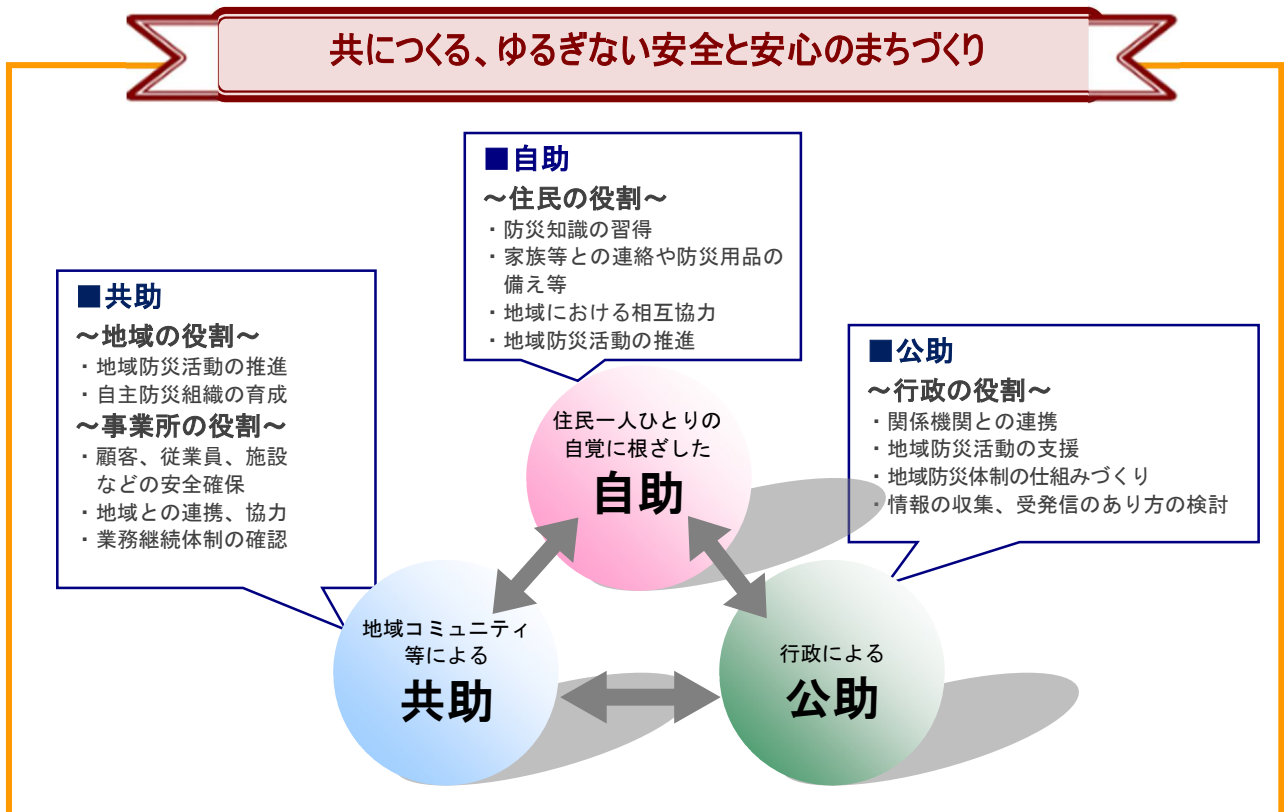 共につくる、ゆるぎない安全と安心のまちづくり
■自助
～住民の役割～
・防災知識の習得
・家族等との連絡や防災用品の
備え等
・地域における相互協力
・地域防災活動の推進
■共助
～地域の役割～
・地域防災活動の推進
・自主防災組織の育成
～事業所の役割～
・顧客、従業員、施設
などの安全確保
・地域との連携、協力
・業務継続体制の確認
■公助
～行政の役割～
・関係機関との連携
・地域防災活動の支援
・地域防災体制の仕組みづくり
・情報の収集、受発信のあり方の検討
住民一人ひとりの
自覚に根ざした
自助
地域コミュニティ
等による
共助
行政による
公助